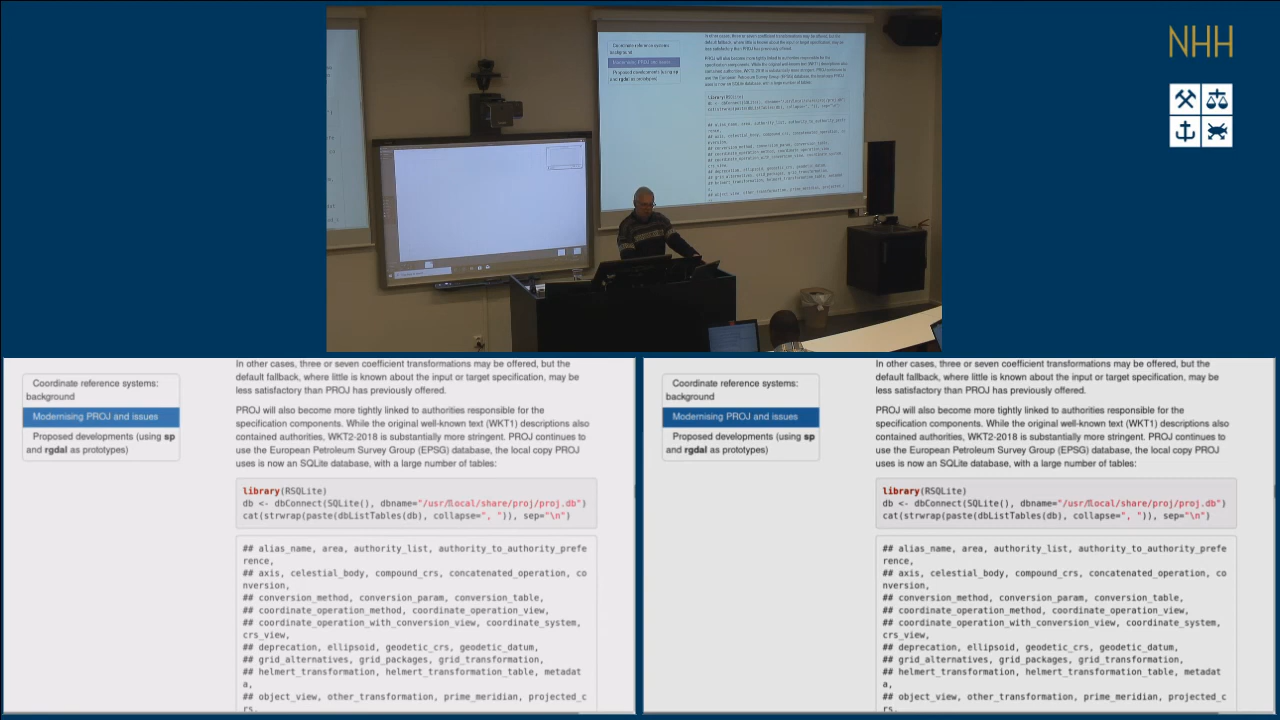 NHH
Coordinate reference systems:
background
Modernising PROJ and issues
Proposed developments (using sp
and rgdal as prototypes)
In other cases, three or seven coefficient transformations may be offered, but the
default fallback, where little is known about the input or target specification, may be
less satisfactory than PROJ has previously offered.
PROJ will also become more tightly linked to authorities responsible for the
specification components. While the original well-known text (WKT1) descriptions also
contained authorities, WKT2-2018 is substantially more stringent. PROJ continues to
use the European Petroleum Survey Group (EPSG) database, the local copy PROJ
uses is now an SQLite database, with a large number of tables:
library(RSQLite)
db <- dbConnect(SQLite(), dbname="/usr/local/share/proj/proj.db")
cat(strwrap(paste(dbListTables(db), collapse=", ")), sep="\n")
## alias_name, area, authority_list, authority_to_authority_prefe
rence,
## axis, celestial_body, compound_crs, concatenated_operation, co
nversion,
## conversion_method, conversion_param, conversion_table,
## coordinate_operation_method, coordinate_operation_view,
## coordinate_operation_with_conversion_view, coordinate_system,
crs_view,
## deprecation, ellipsoid, geodetic_crs, geodetic_datum,
## grid_alternatives, grid_packages, grid_transformation,
## helmert_transformation, helmert_transformation_table, metadat
a,
## object_view, other_transformation, prime_meridian, projected_c
rs,
Coordinate reference systems:
background
Modernising PROJ and issues
Proposed developments (using sp
and rgdal as prototypes)
In other cases, three or seven coefficient transformations may be offered, but the
default fallback, where little is known about the input or target specification, may be
less satisfactory than PROJ has previously offered.
PROJ will also become more tightly linked to authorities responsible for the
specification components. While the original well-known text (WKT1) descriptions also
contained authorities, WKT2-2018 is substantially more stringent. PROJ continues to
use the European Petroleum Survey Group (EPSG) database, the local copy PROJ
uses is now an SQLite database, with a large number of tables:
library(RSQLite)
db <- dbConnect(SQLite(), dbname="/usr/local/share/proj/proj.db")
cat(strwrap(paste(dbListTables(db), collapse=", ")), sep="\n")
## alias_name, area, authority_list, authority_to_authority_prefe
rence,
## axis, celestial_body, compound_crs, concatenated_operation, co
nversion,
## conversion_method, conversion_param, conversion_table,
## coordinate_operation_method, coordinate_operation_view,
## coordinate_operation_with_conversion_view, coordinate_system,
crs_view,
## deprecation, ellipsoid, geodetic_crs, geodetic_datum,
## grid_alternatives, grid_packages, grid_transformation,
## helmert_transformation, helmert_transformation_table, metadat
a,
## object_view, other_transformation, prime_meridian, projected_c
rs,